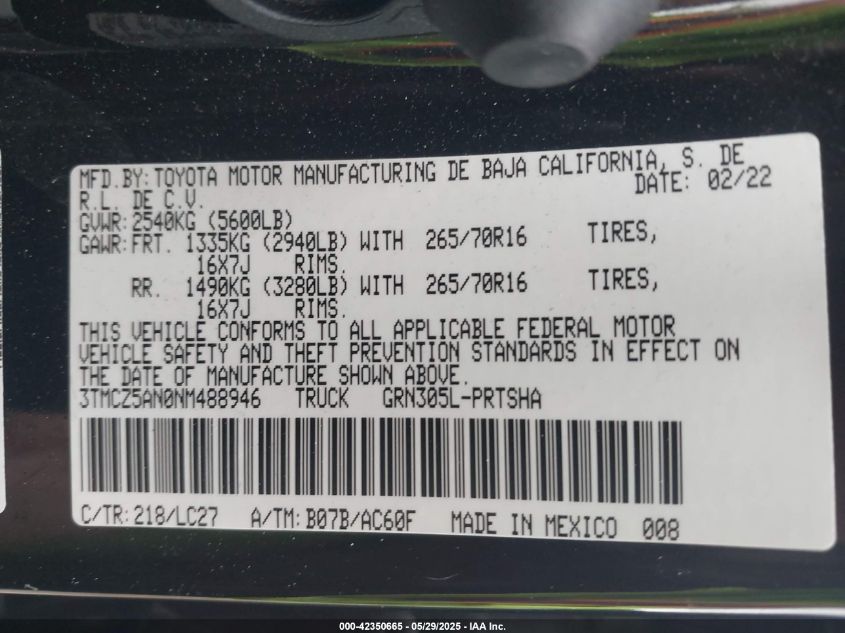 MFD.BY:TOYOTA MOTOR MANUFACTURING DE BAJA CALIFORNIA, S. DE
R.L. DE C.V. DATE: 02/22
GVWR:2540KG (5600LB)
GAWR:FRT. 1335KG (2940LB) WITH 265/70R16 TIRES,
16X7J RIMS.
RR. 1490KG (3280LB) WITH 265/70R16 TIRES,
16X7J RIMS.
THIS VEHICLE CONFORMS TO ALL APPLICABLE FEDERAL MOTOR
VEHICLE SAFETY AND THEFT PREVENTION STANDARDS IN EFFECT ON
THE DATE OF MANUFACTURE SHOWN ABOVE.
3TMCZ5AN0NM488946 TRUCK GRN305L-PRTSHA
C/TR:218/LC27 A/TM:B07B/AC60F MADE IN MEXICO 008
000-42350665 - 05/29/2025 - IAA Inc.